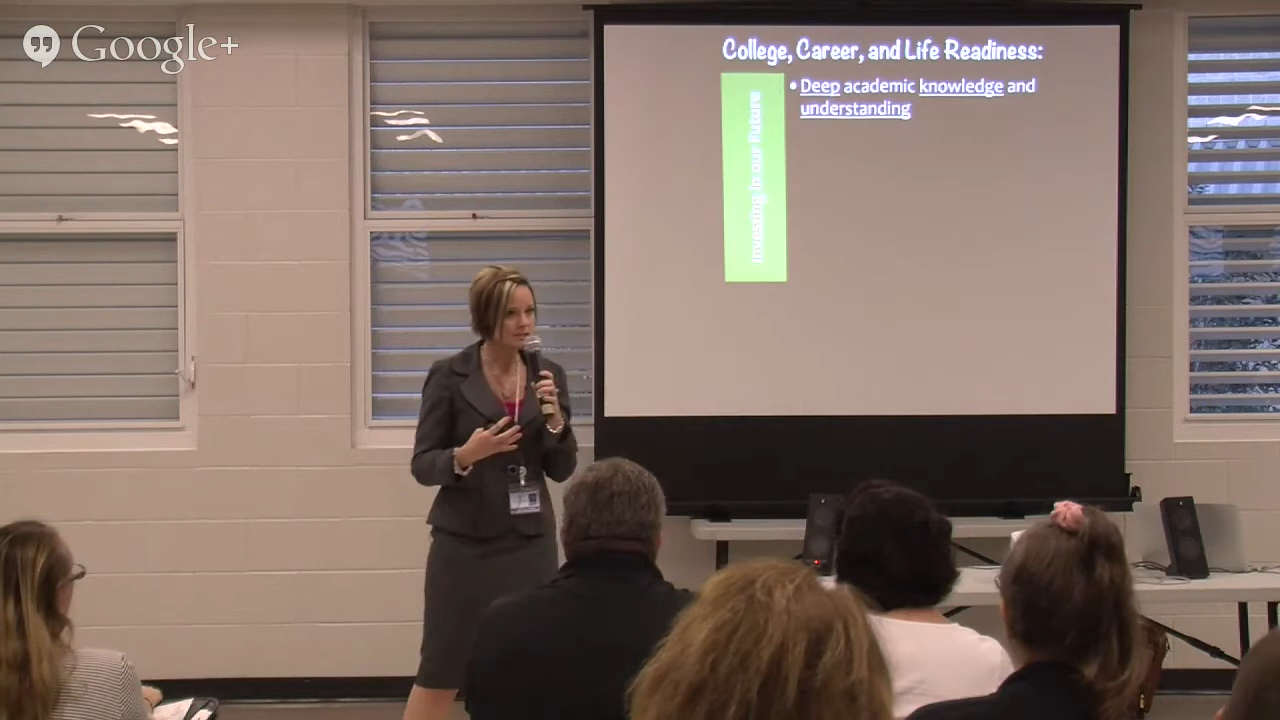 Google+
College, Career, and Life Readiness:
• Deep academic knowledge and
understanding
Investing in our Future